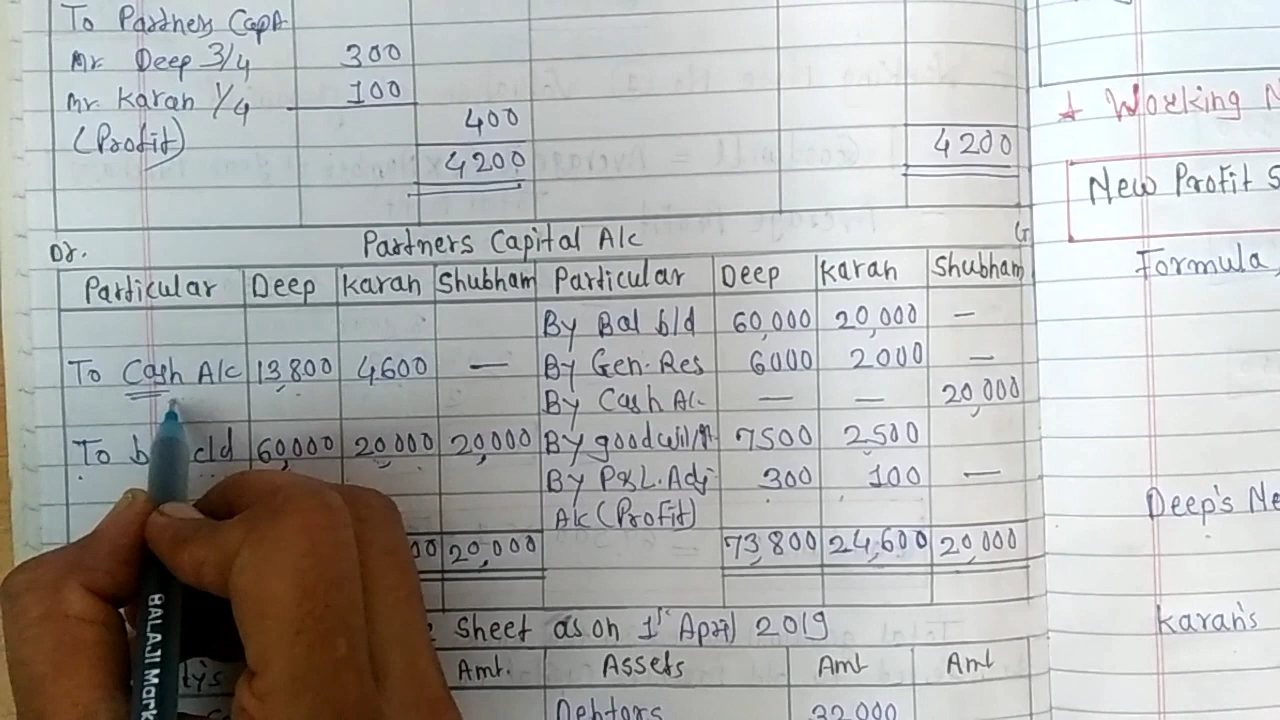 To Partners Cap A
Mr. Deep 3/4 300
Mr. Karan 1/4 100
400
(Profit)
4200 4200
★ Working N
New Profit S
Formula
Dr. Partners Capital A/c
Particular Deep Karan Shubham Particular Deep Karan Shubham
By Bal b/d 60,000 20,000 —
To Cash A/c 13,800 4600 — By Gen. Res 6000 2000 —
By Cash A/c — — 20,000
To b c/d 60,000 20,000 20,000 By goodwill 7500 2500
By P&L. Adj 300 100 —
A/c (Profit)
00 20,000 73,800 24,600 20,000
Deep's Ne
Karan's
Sheet as on 1st April 2019
Amt. Assets Amt Amt
Debtors 32,000
BALAJI Mark